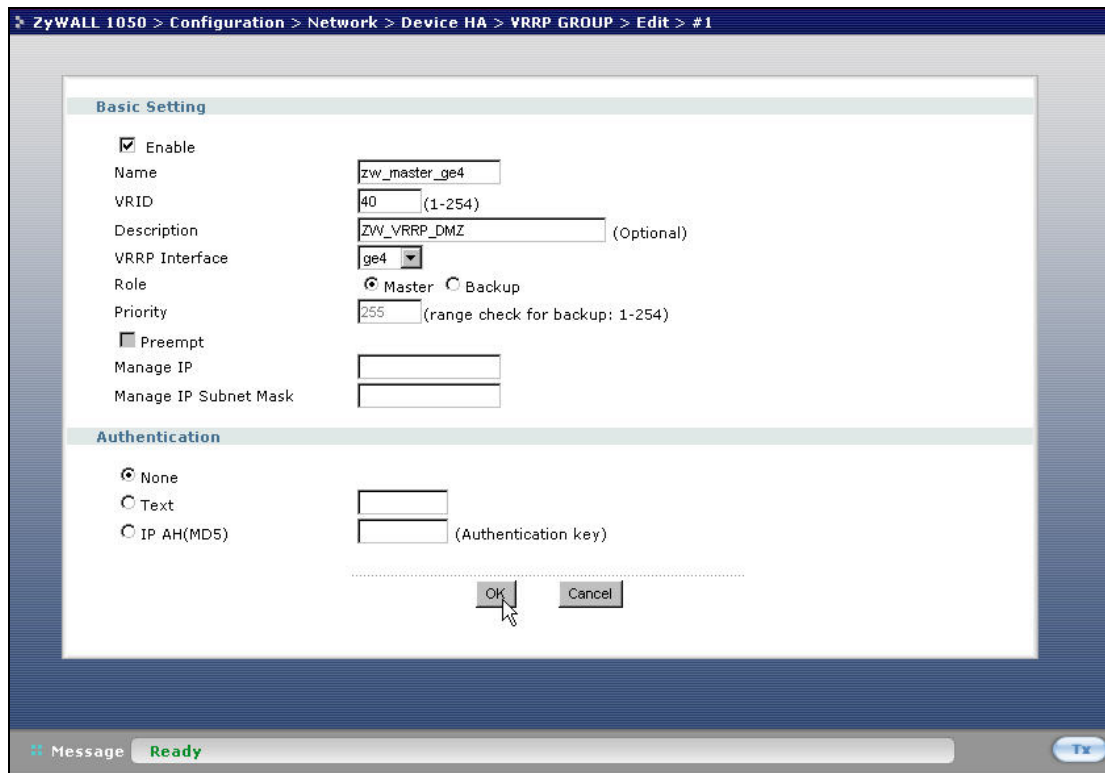 ZyWALL 1050 > Configuration > Network > Device HA > VRRP GROUP > Edit > #1
Basic Setting
Enable
Name zw_master_ge4
VRID 40 (1-254)
Description ZW_VRRP_DMZ (Optional)
VRRP Interface ge4
Role Master Backup
Priority 255 (range check for backup: 1-254)
Preempt
Manage IP
Manage IP Subnet Mask
Authentication
None
Text
IP AH(MD5) (Authentication key)
OK Cancel
Message Ready Tx